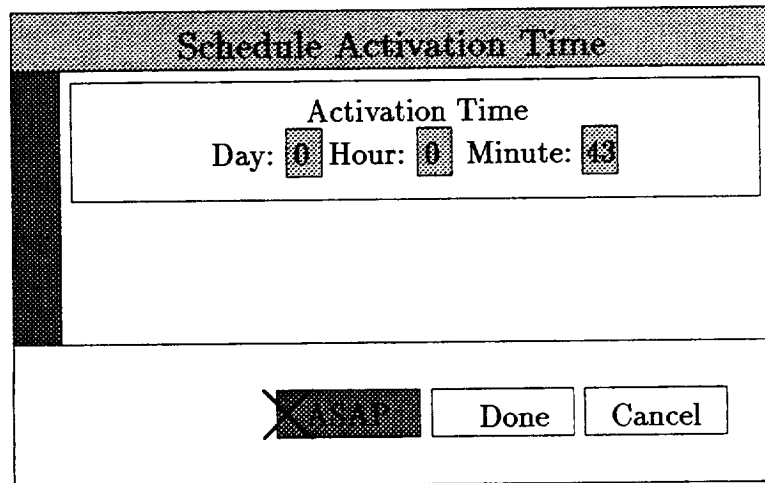 Schedule Activation Time
Activation Time
Day: 0 Hour: 0 Minute: 43
ASAP Done Cancel